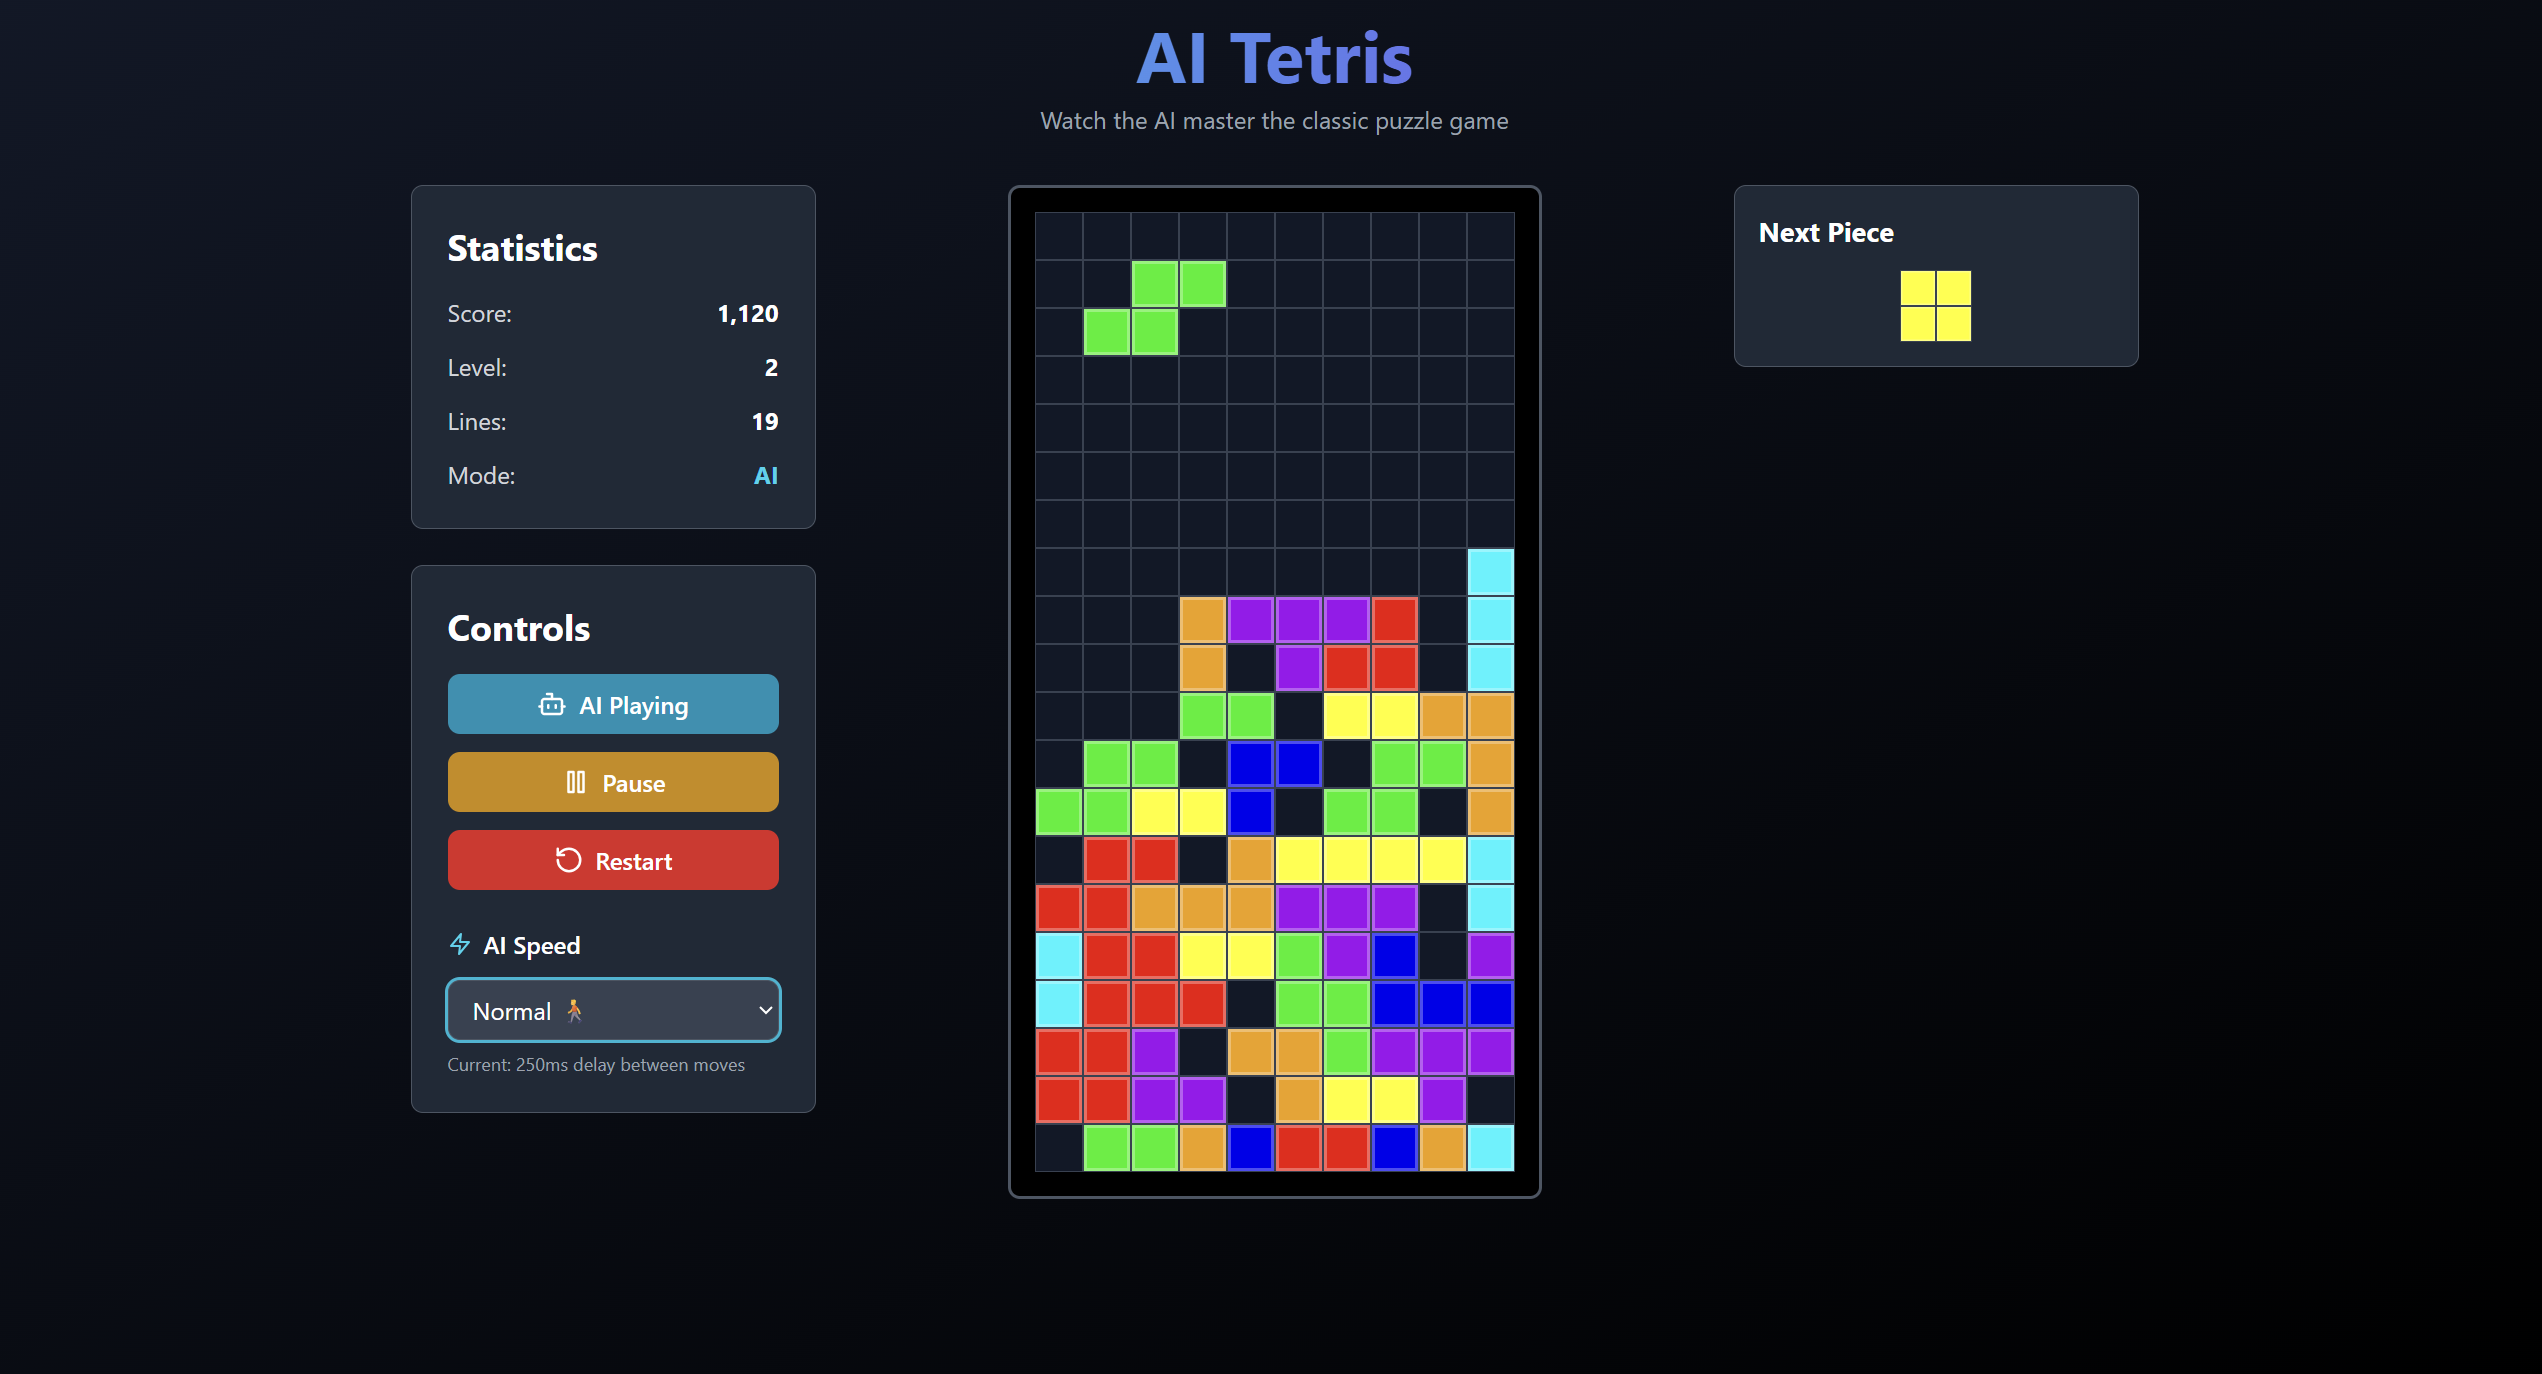 AI Tetris
Watch the AI master the classic puzzle game
Statistics
Score: 1,120
Level: 2
Lines: 19
Mode: AI
Controls
AI Playing
Pause
Restart
AI Speed
Normal
Current: 250ms delay between moves
Next Piece